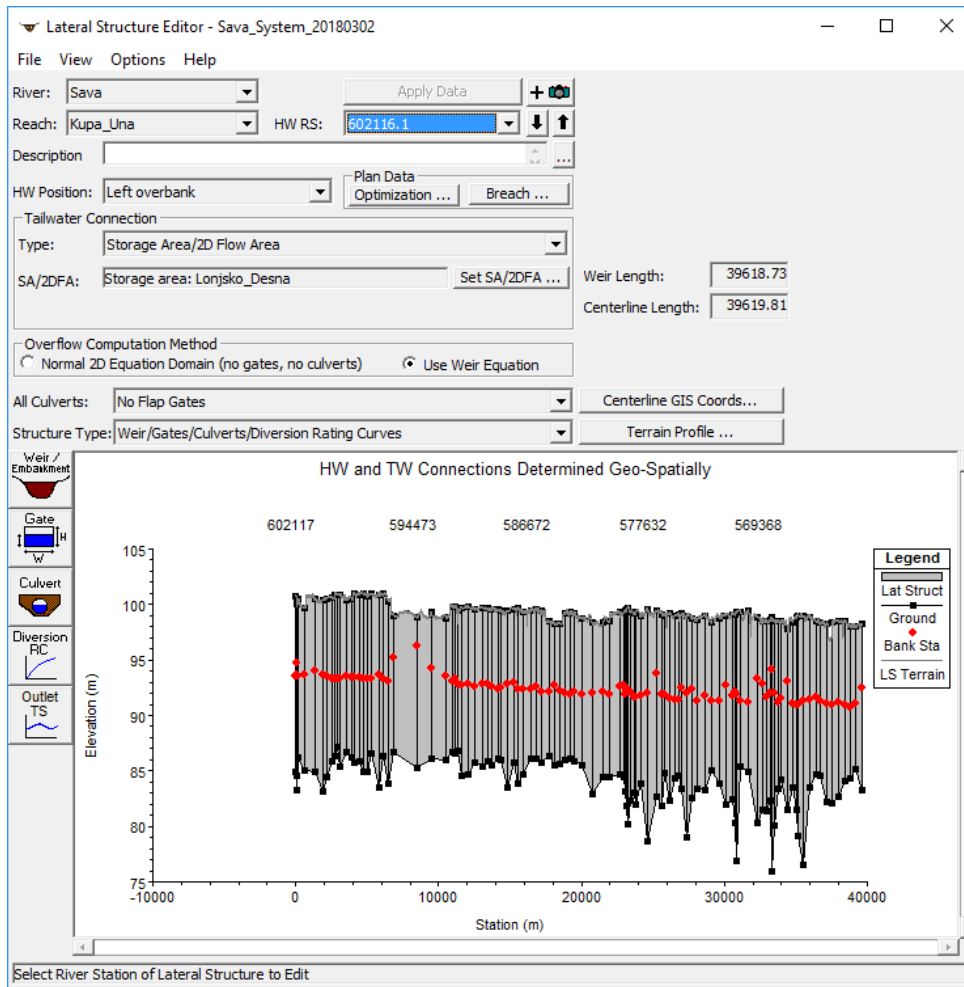 Lateral Structure Editor - Sava_System_20180302
File View Options Help
River: Sava Apply Data +
Reach: Kupa_Una HW RS: 602116.1
Description ...
HW Position: Left overbank Plan Data Optimization ... Breach ...
Tailwater Connection
Type: Storage Area/2D Flow Area
SA/2DFA: Storage area: Lonjsko_Desna Set SA/2DFA ... Weir Length: 39618.73
Centerline Length: 39619.81
Overflow Computation Method
Normal 2D Equation Domain (no gates, no culverts) Use Weir Equation
All Culverts: No Flap Gates Centerline GIS Coords...
Structure Type: Weir/Gates/Culverts/Diversion Rating Curves Terrain Profile ...
Weir / Embankment
Gate
H
W
Culvert
Diversion RC
Outlet TS
HW and TW Connections Determined Geo-Spatially
602117 594473 586672 577632 569368
105
100
95
90
85
80
75
Elevation (m)
-10000 0 10000 20000 30000 40000
Station (m)
Legend
Lat Struct
Ground
Bank Sta
LS Terrain
Select River Station of Lateral Structure to Edit